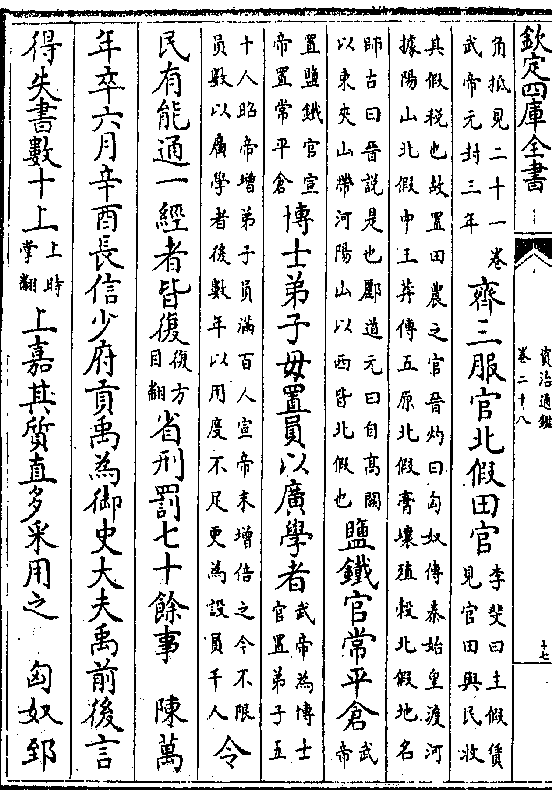 欽定四庫全書
資治通鑑
卷二十八
十七
角抵見二十一卷
武帝元封三年
齊三服官北假田官
李斐曰主假賃
見官田與民收
其假税也故置田農之官晉灼曰匈奴傳秦始皇渡河
據陽山北假中王莽傳五原北假膏壤殖穀北假地名
師古曰晉說是也酈道元曰自高闕
以東夾山帶河陽山以西皆北假也
鹽鐵官常平倉
武
帝
置鹽鐵官宣
帝置常平倉
博士弟子毋置員以廣學者
武帝為博士
官置弟子五
十人昭帝增弟子員滿百人宣帝末增倍之今不限
員數以廣學者後數年以用度不足更為設員千人
令
民有能通一經者皆復
復方
目翻
省刑罰七十餘事　陳萬
年卒六月辛酉長信少府貢禹為御史大夫禹前後言
得失書數十上
上時
掌翻
上嘉其質直多采用之　匈奴郅